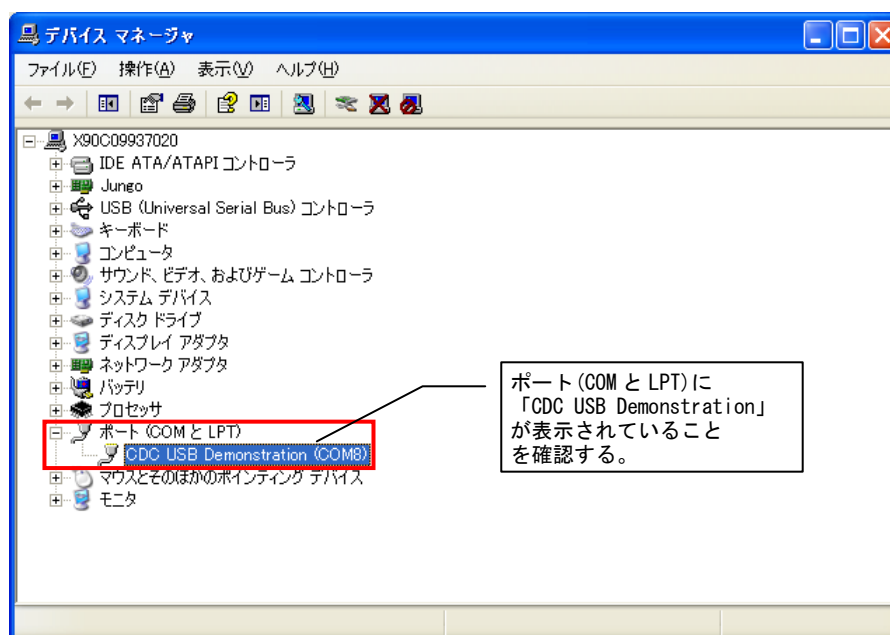 デバイス マネージャ
ファイル(F) 操作(A) 表示(V) ヘルプ(H)
X90C09937020
IDE ATA/ATAPI コントローラ
Jungo
USB (Universal Serial Bus) コントローラ
キーボード
コンピュータ
サウンド、ビデオ、およびゲーム コントローラ
システム デバイス
ディスク ドライブ
ディスプレイ アダプタ
ネットワーク アダプタ
バッテリ
プロセッサ
ポート (COM と LPT)
CDC USB Demonstration (COM8)
マウスとそのほかのポインティング デバイス
モニタ
ポート(COM と LPT)に
「CDC USB Demonstration」
が表示されていること
を確認する。